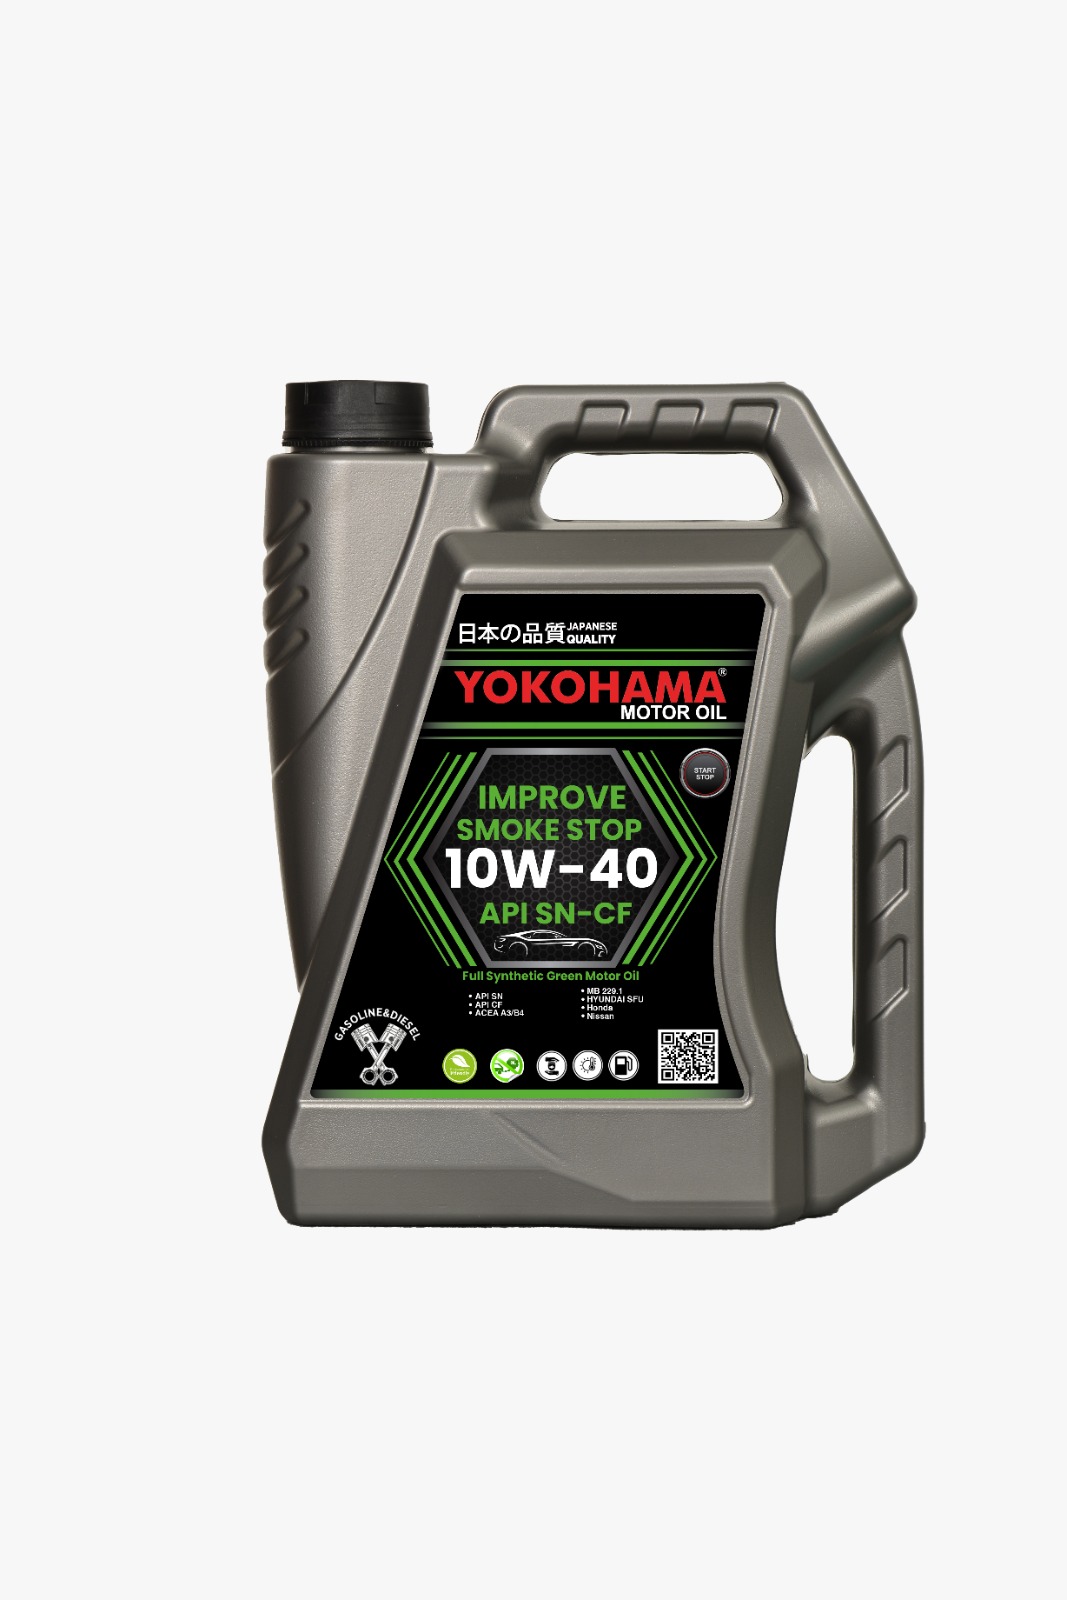 日本の品質 JAPANESE QUALITY
YOKOHAMA®
MOTOR OIL
START
STOP
IMPROVE
SMOKE STOP
10W-40
API SN-CF
Full Synthetic Green Motor Oil
• API SN
• API CF
• ACEA A3/B4
• MB 229.1
• HYUNDAI SFU
• Honda
• Nissan
GASOLINE&DIESEL